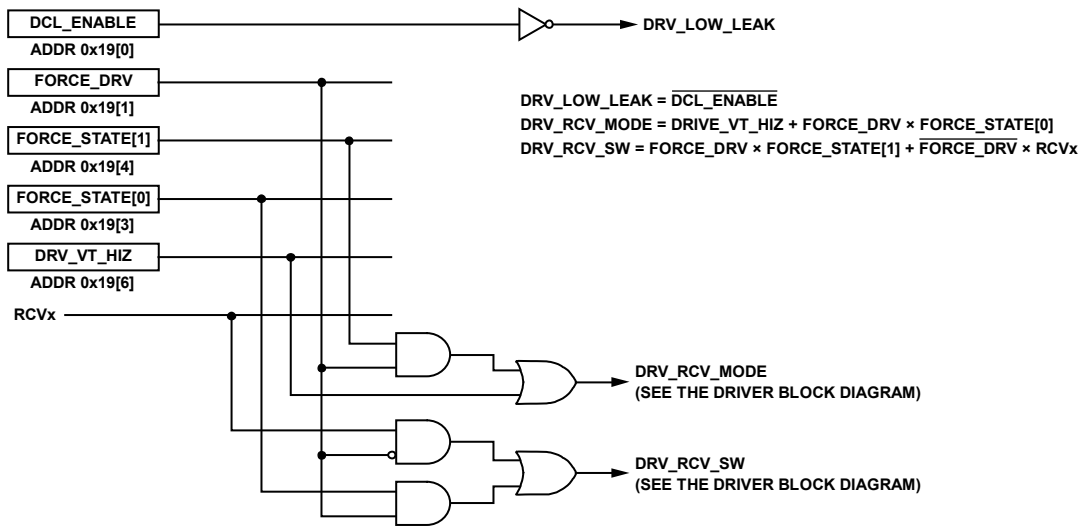 DCL_ENABLE
ADDR 0x19[0]
DRV_LOW_LEAK
FORCE_DRV
ADDR 0x19[1]
FORCE_STATE[1]
ADDR 0x19[4]
FORCE_STATE[0]
ADDR 0x19[3]
DRV_VT_HIZ
ADDR 0x19[6]
RCVx
DRV_LOW_LEAK = DCL_ENABLE
DRV_RCV_MODE = DRIVE_VT_HIZ + FORCE_DRV × FORCE_STATE[0]
DRV_RCV_SW = FORCE_DRV × FORCE_STATE[1] + FORCE_DRV × RCVx
DRV_RCV_MODE
(SEE THE DRIVER BLOCK DIAGRAM)
DRV_RCV_SW
(SEE THE DRIVER BLOCK DIAGRAM)